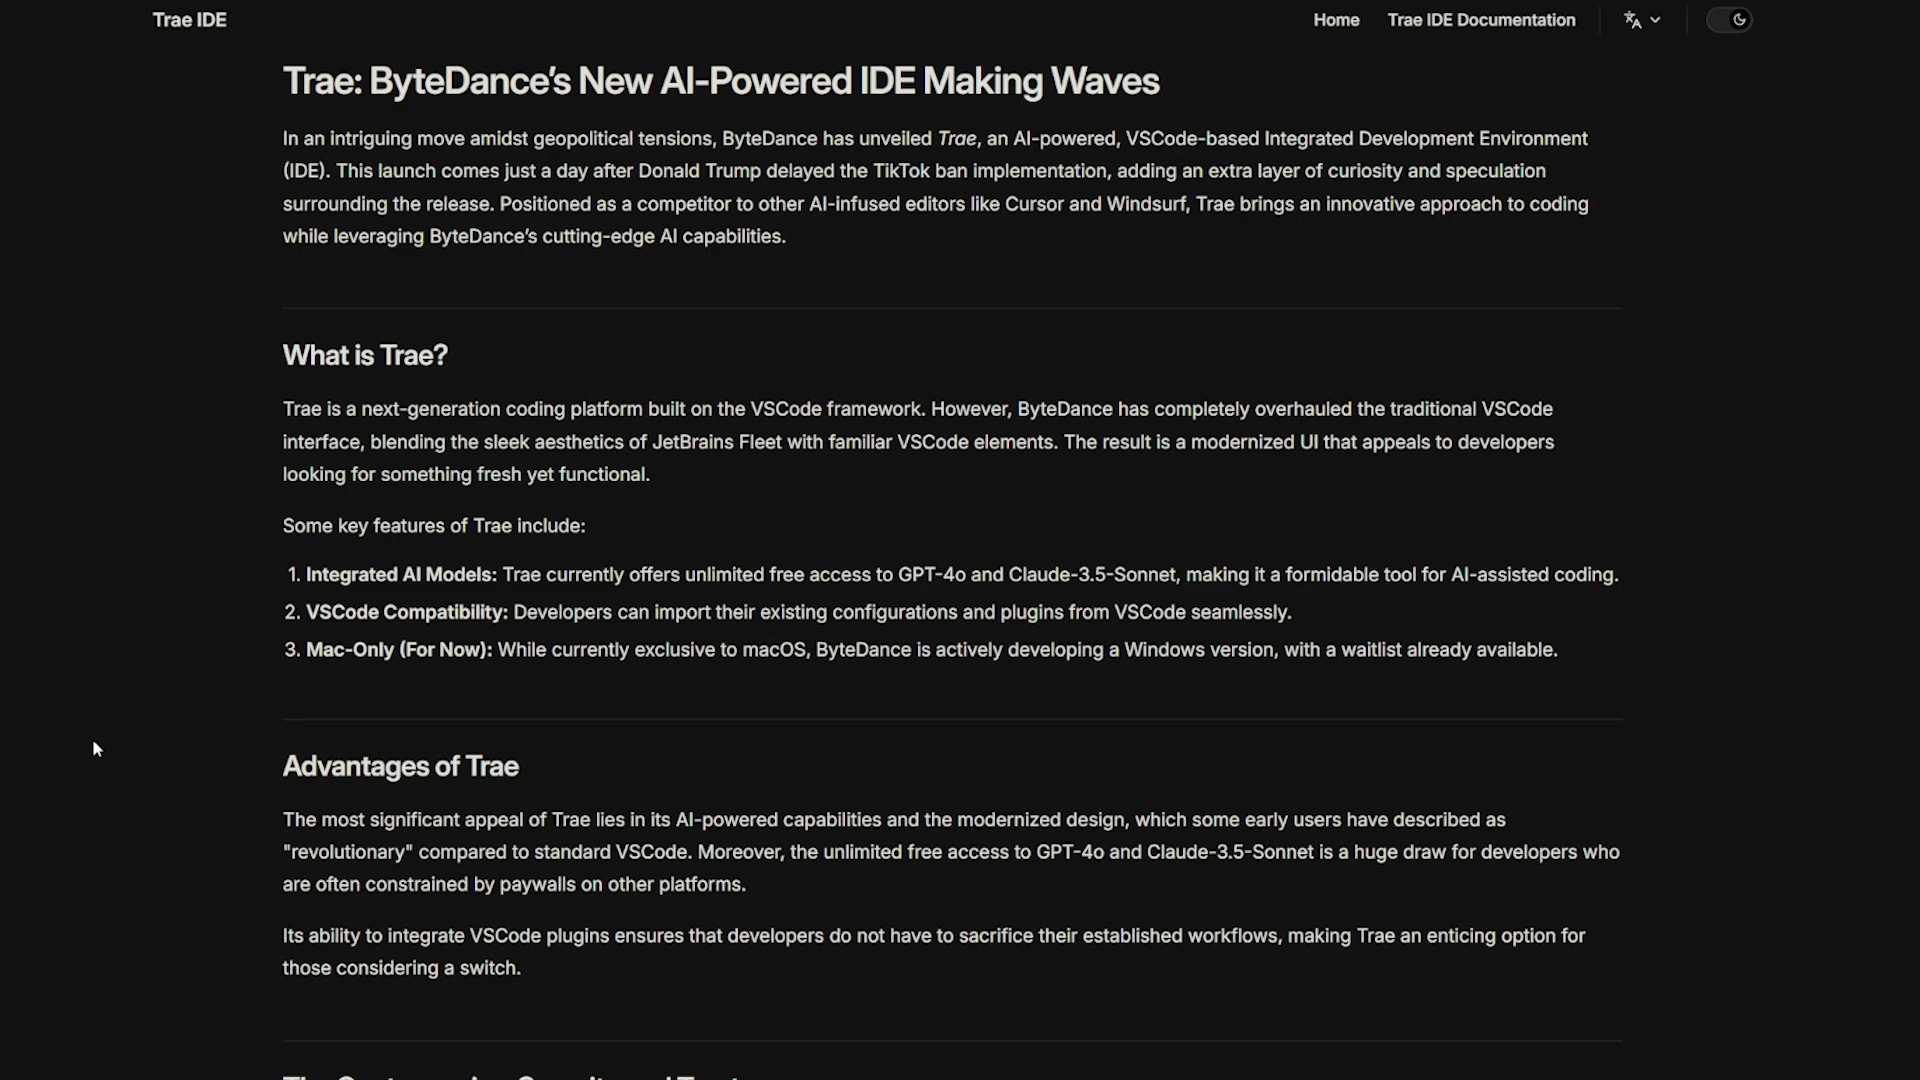 Trae IDE
Home
Trae IDE Documentation
Trae: ByteDance’s New AI-Powered IDE Making Waves
In an intriguing move amidst geopolitical tensions, ByteDance has unveiled Trae, an AI-powered, VSCode-based Integrated Development Environment
(IDE). This launch comes just a day after Donald Trump delayed the TikTok ban implementation, adding an extra layer of curiosity and speculation
surrounding the release. Positioned as a competitor to other AI-infused editors like Cursor and Windsurf, Trae brings an innovative approach to coding
while leveraging ByteDance’s cutting-edge AI capabilities.
What is Trae?
Trae is a next-generation coding platform built on the VSCode framework. However, ByteDance has completely overhauled the traditional VSCode
interface, blending the sleek aesthetics of JetBrains Fleet with familiar VSCode elements. The result is a modernized UI that appeals to developers
looking for something fresh yet functional.
Some key features of Trae include:
1. Integrated AI Models: Trae currently offers unlimited free access to GPT-4o and Claude-3.5-Sonnet, making it a formidable tool for AI-assisted coding.
2. VSCode Compatibility: Developers can import their existing configurations and plugins from VSCode seamlessly.
3. Mac-Only (For Now): While currently exclusive to macOS, ByteDance is actively developing a Windows version, with a waitlist already available.
Advantages of Trae
The most significant appeal of Trae lies in its AI-powered capabilities and the modernized design, which some early users have described as
"revolutionary" compared to standard VSCode. Moreover, the unlimited free access to GPT-4o and Claude-3.5-Sonnet is a huge draw for developers who
are often constrained by paywalls on other platforms.
Its ability to integrate VSCode plugins ensures that developers do not have to sacrifice their established workflows, making Trae an enticing option for
those considering a switch.